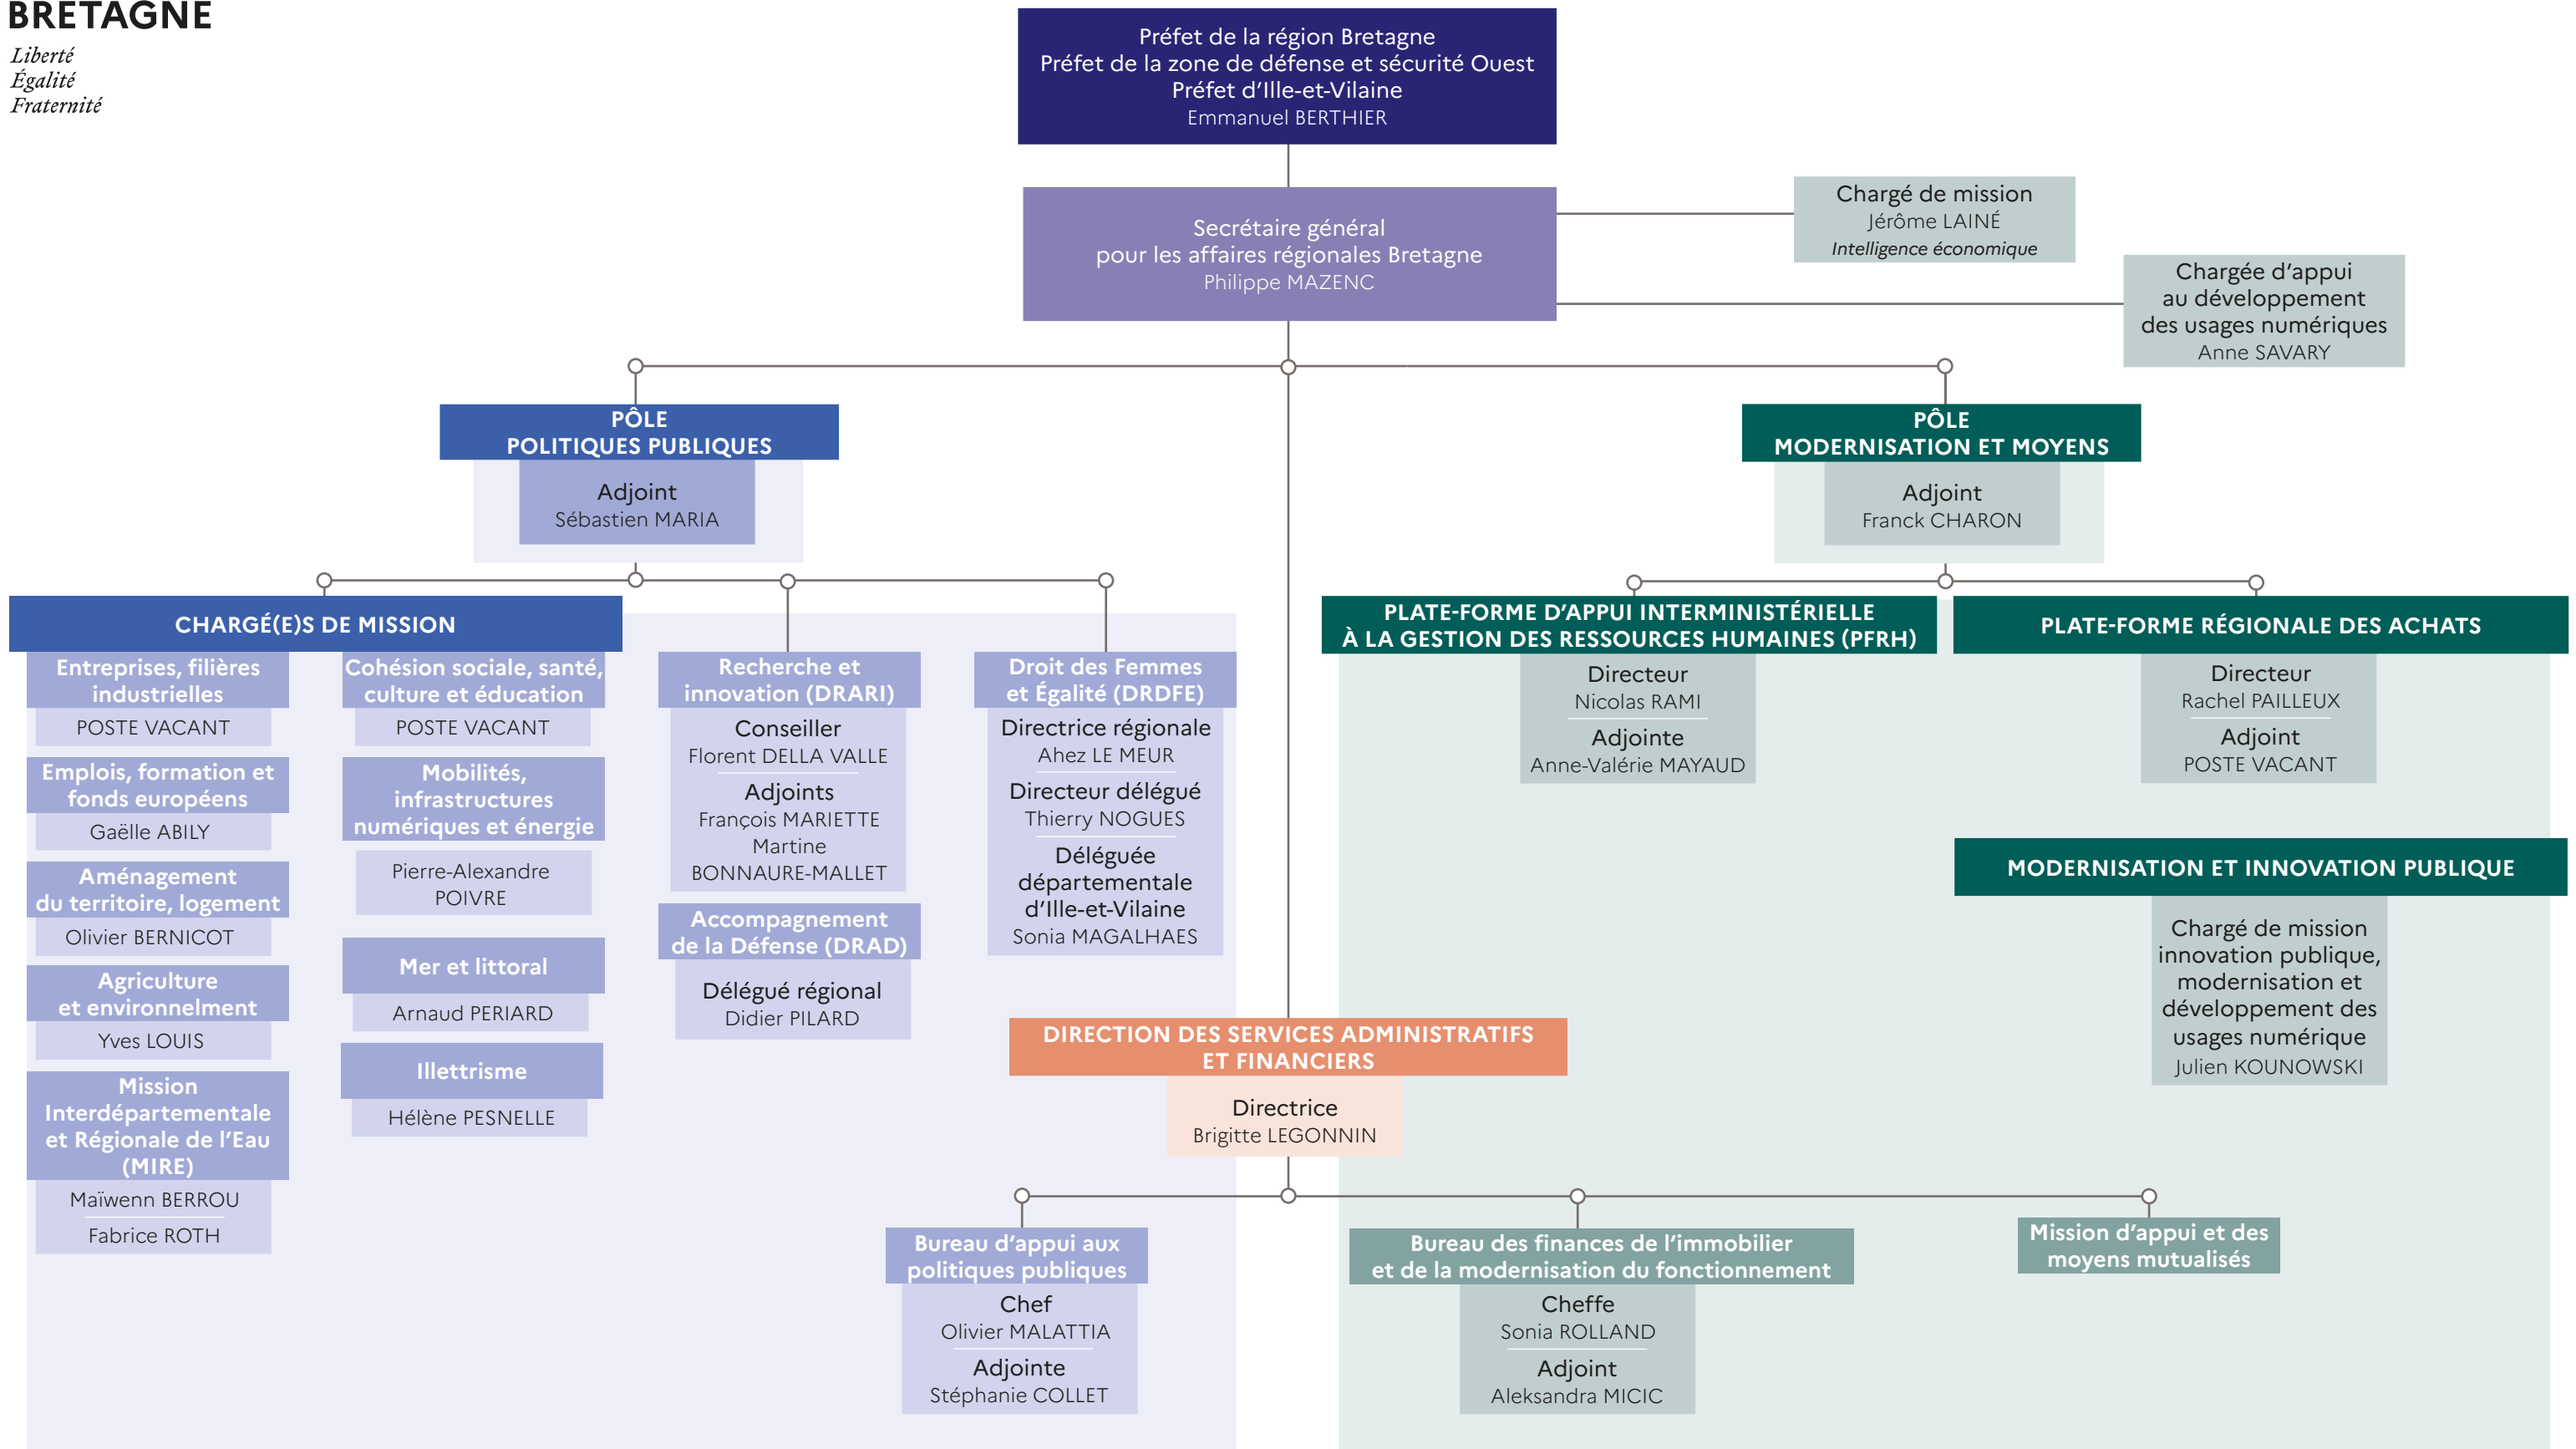 BRETAGNE
Liberté
Égalité
Fraternité
Préfet de la région Bretagne
Préfet de la zone de défense et sécurité Ouest
Préfet d’Ille-et-Vilaine
Emmanuel BERTHIER
Secrétaire général
pour les affaires régionales Bretagne
Philippe MAZENC
Chargé de mission
Jérôme LAINÉ
Intelligence économique
Chargée d’appui
au développement
des usages numériques
Anne SAVARY
PÔLE
POLITIQUES PUBLIQUES
Adjoint
Sébastien MARIA
PÔLE
MODERNISATION ET MOYENS
Adjoint
Franck CHARON
CHARGÉ(E)S DE MISSION
Entreprises, filières
industrielles
POSTE VACANT
Emplois, formation et
fonds européens
Gaëlle ABILY
Aménagement
du territoire, logement
Olivier BERNICOT
Agriculture
et environnelment
Yves LOUIS
Mission
Interdépartementale
et Régionale de l’Eau
(MIRE)
Maïwenn BERROU
Fabrice ROTH
Cohésion sociale, santé,
culture et éducation
POSTE VACANT
Mobilités,
infrastructures
numériques et énergie
Pierre-Alexandre
POIVRE
Mer et littoral
Arnaud PERIARD
Illettrisme
Hélène PESNELLE
Recherche et
innovation (DRARI)
Conseiller
Florent DELLA VALLE
Adjoints
François MARIETTE
Martine
BONNAURE-MALLET
Accompagnement
de la Défense (DRAD)
Délégué régional
Didier PILARD
Droit des Femmes
et Égalité (DRDFE)
Directrice régionale
Ahez LE MEUR
Directeur délégué
Thierry NOGUES
Déléguée
départementale
d’Ille-et-Vilaine
Sonia MAGALHAES
PLATE-FORME D’APPUI INTERMINISTÉRIELLE
À LA GESTION DES RESSOURCES HUMAINES (PFRH)
Directeur
Nicolas RAMI
Adjointe
Anne-Valérie MAYAUD
PLATE-FORME RÉGIONALE DES ACHATS
Directeur
Rachel PAILLEUX
Adjoint
POSTE VACANT
MODERNISATION ET INNOVATION PUBLIQUE
Chargé de mission
innovation publique,
modernisation et
développement des
usages numérique
Julien KOUNOWSKI
DIRECTION DES SERVICES ADMINISTRATIFS
ET FINANCIERS
Directrice
Brigitte LEGONNIN
Bureau d’appui aux
politiques publiques
Chef
Olivier MALATTIA
Adjointe
Stéphanie COLLET
Bureau des finances de l’immobilier
et de la modernisation du fonctionnement
Cheffe
Sonia ROLLAND
Adjoint
Aleksandra MICIC
Mission d’appui et des
moyens mutualisés